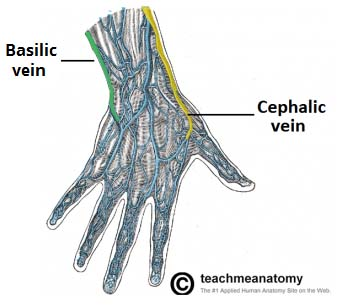 Basilic
vein
Cephalic
vein
© teachmeanatomy
The #1 Applied Human Anatomy Site on the Web.